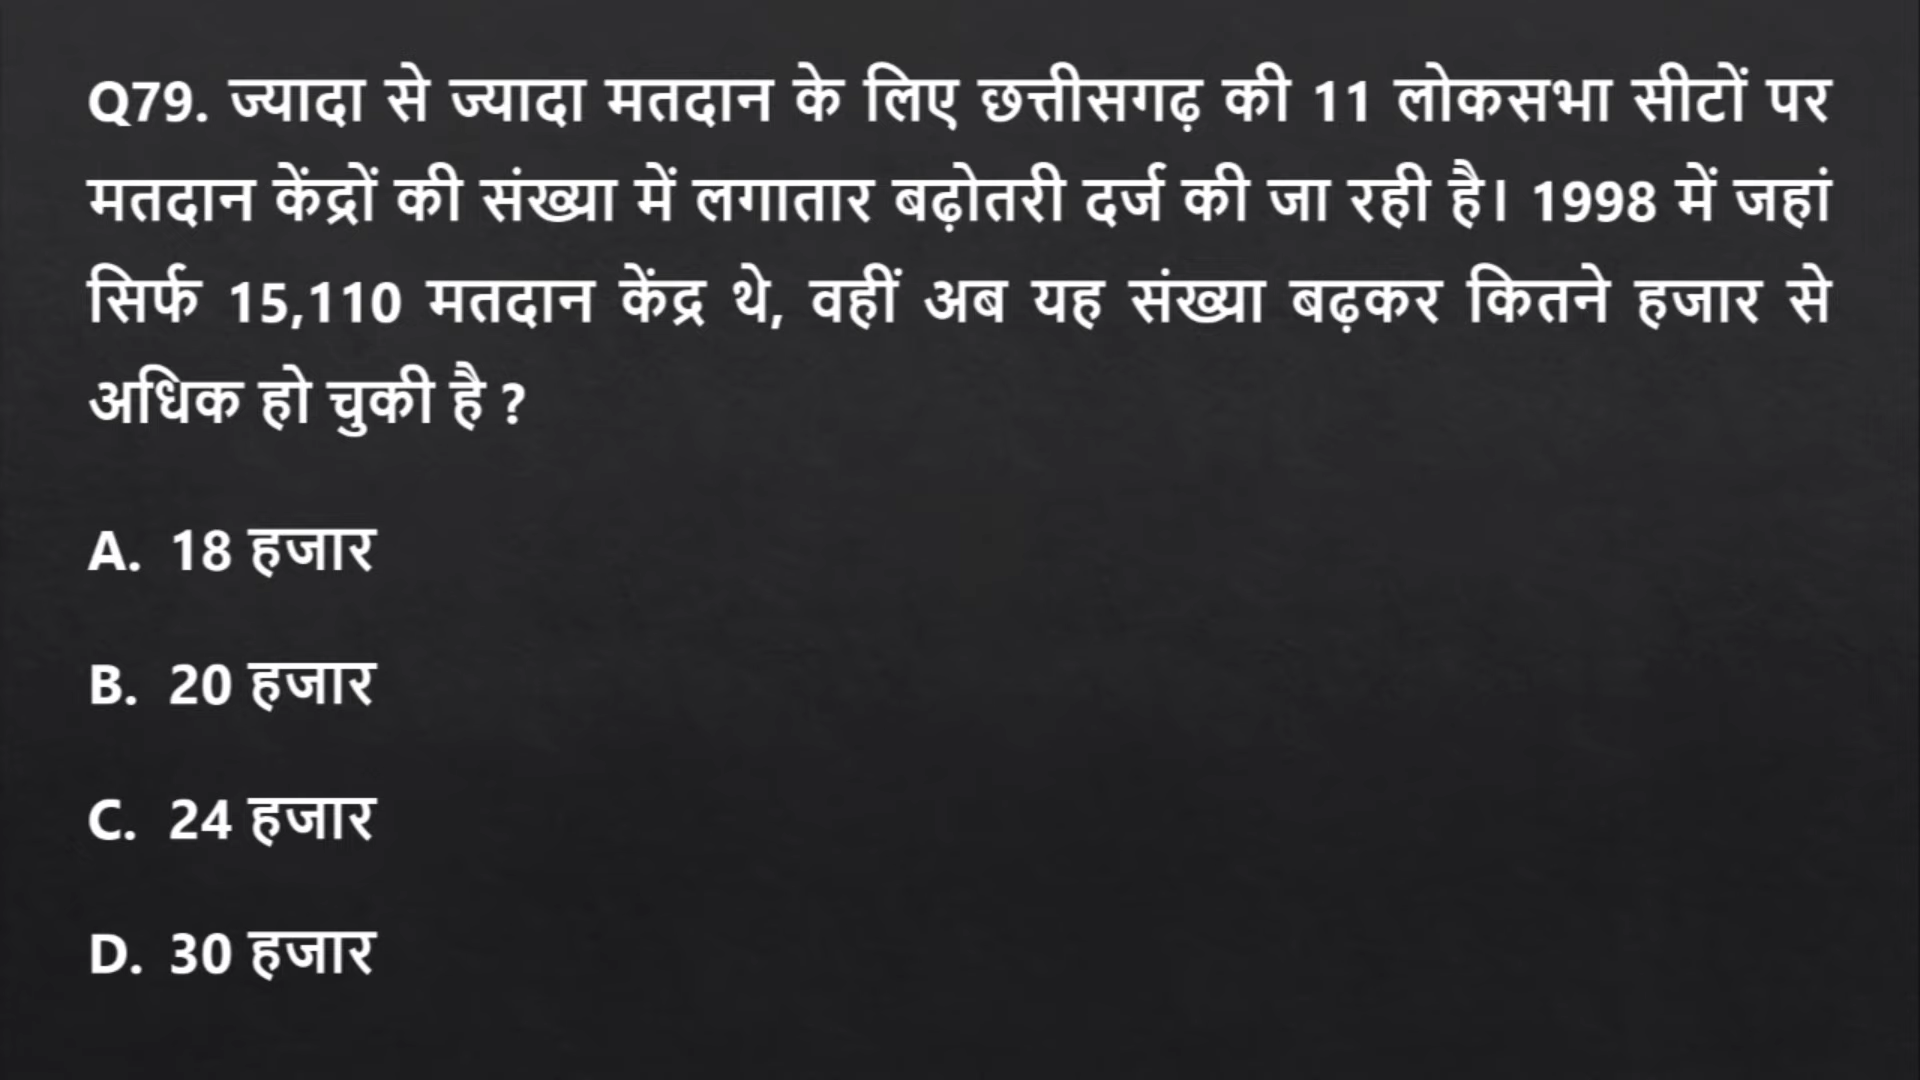 Q79. ज्यादा से ज्यादा मतदान के लिए छत्तीसगढ़ की 11 लोकसभा सीटों पर
मतदान केंद्रों की संख्या में लगातार बढ़ोतरी दर्ज की जा रही है। 1998 में जहां
सिर्फ 15,110 मतदान केंद्र थे, वहीं अब यह संख्या बढ़कर कितने हजार से
अधिक हो चुकी है ?
A. 18 हजार
B. 20 हजार
C. 24 हजार
D. 30 हजार